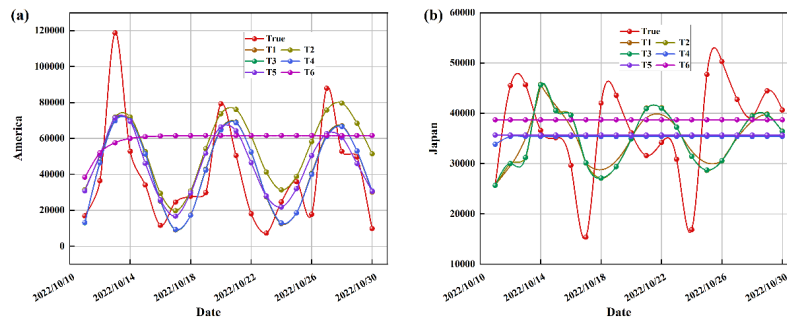 (a)
120000
100000
80000
60000
40000
20000
0
America
True
T1 T2
T3 T4
T5 T6
2022/10/10
2022/10/14
2022/10/18
2022/10/22
2022/10/26
2022/10/30
Date
(b)
60000
50000
40000
30000
20000
10000
Japan
True
T1 T2
T3 T4
T5 T6
2022/10/10
2022/10/14
2022/10/18
2022/10/22
2022/10/26
2022/10/30
Date